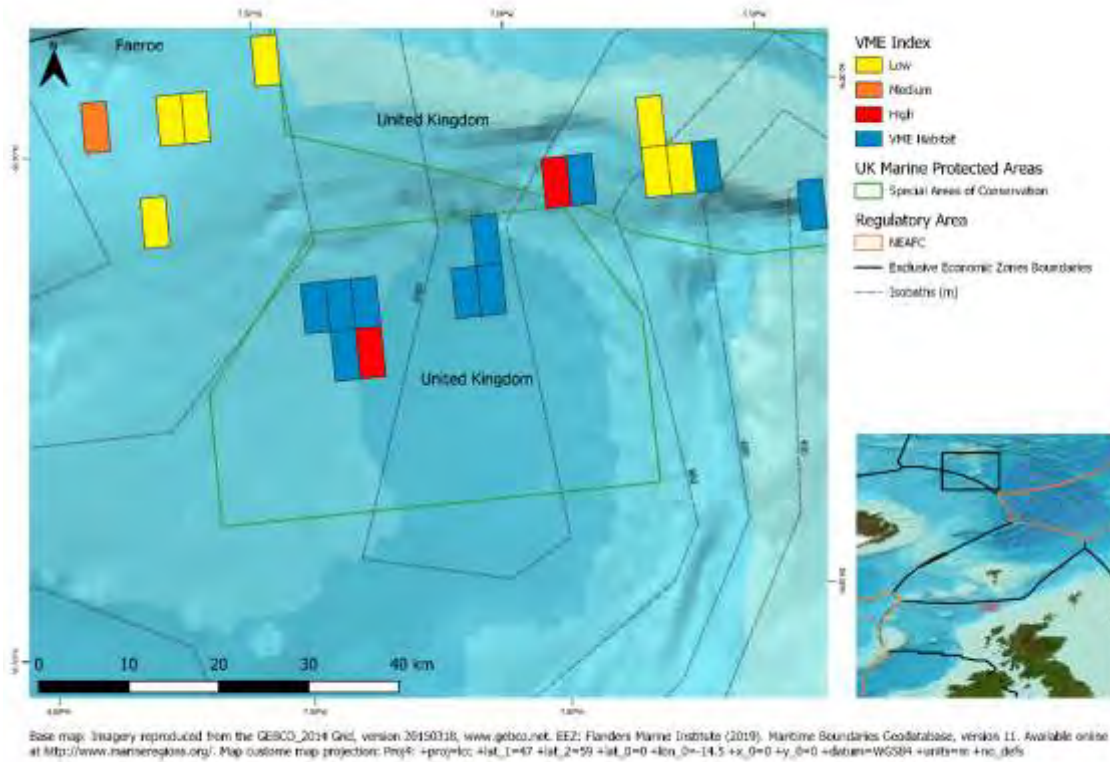 Faeroe
N
United Kingdom
United Kingdom
0 10 20 30 40 km
VME Index
Low
Medium
High
VME Habitat
UK Marine Protected Areas
Special Areas of Conservation
Regulatory Area
NEAFC
Exclusive Economic Zones Boundaries
Isobaths (m)
Base map: Imagery reproduced from the GEBCO_2014 Grid, version 20150318, www.gebco.net. EEZ: Flanders Marine Institute (2019). Maritime Boundaries Geodatabase, version 11. Available online
at http://www.marineregions.org/. Map custome map projection: Proj4: +proj=lcc +lat_1=47 +lat_2=59 +lat_0=0 +lon_0=-14.5 +x_0=0 +y_0=0 +datum=WGS84 +units=m +no_defs